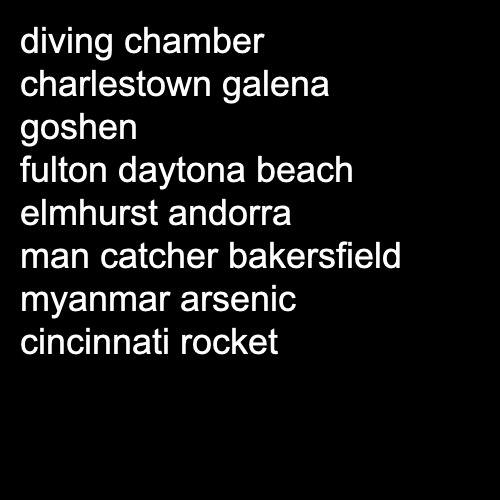 diving chamber
charlestown galena
goshen
fulton daytona beach
elmhurst andorra
man catcher bakersfield
myanmar arsenic
cincinnati rocket